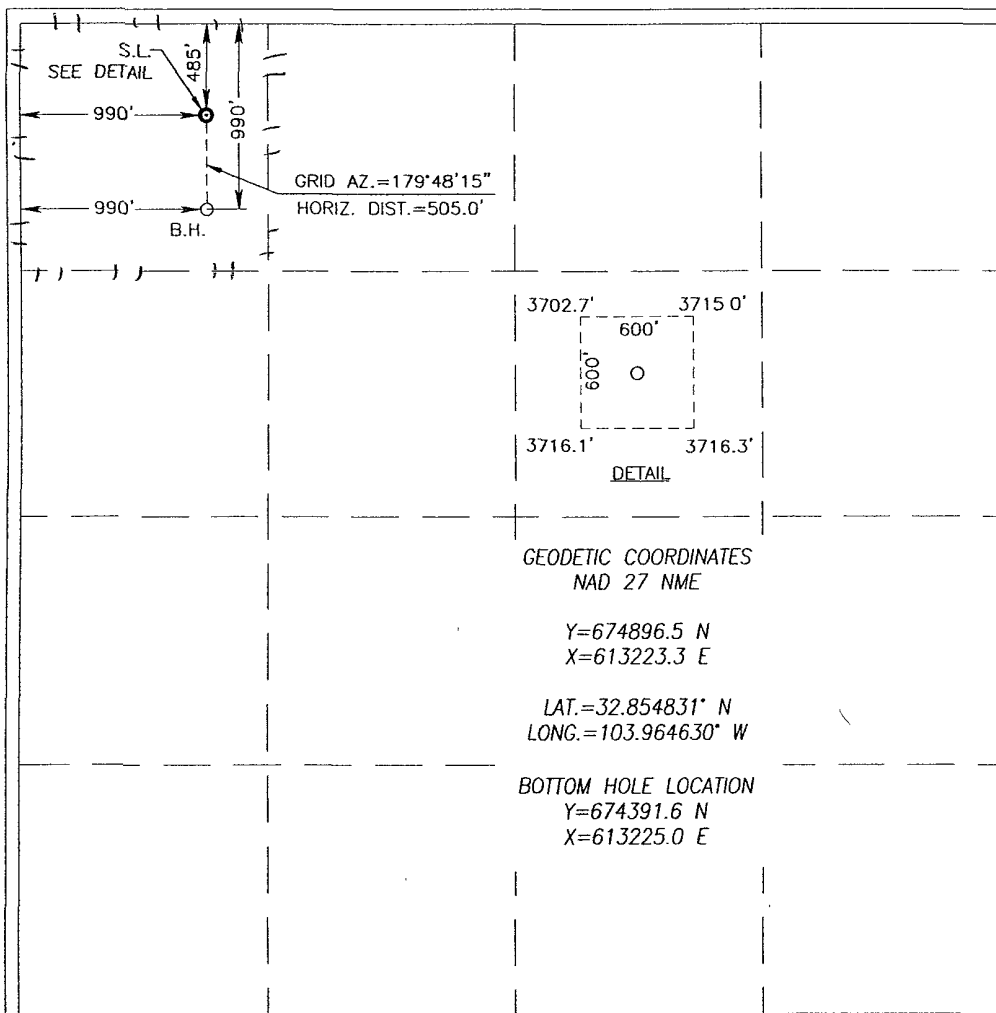 S.L.
SEE DETAIL
485'
990'
990'
GRID AZ.=179°48'15"
HORIZ. DIST.=505.0'
990'
B.H.
3702.7' 3715.0'
600'
600'
3716.1' 3716.3'
DETAIL
GEODETIC COORDINATES
NAD 27 NME
Y=674896.5 N
X=613223.3 E
LAT.=32.854831° N
LONG.=103.964630° W
BOTTOM HOLE LOCATION
Y=674391.6 N
X=613225.0 E